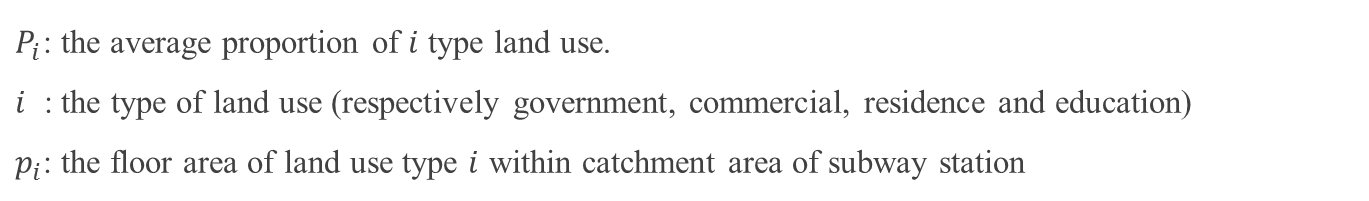 𝑃ᵢ: the average proportion of 𝑖 type land use.
𝑖 : the type of land use (respectively government, commercial, residence and education)
𝑝ᵢ: the floor area of land use type 𝑖 within catchment area of subway station